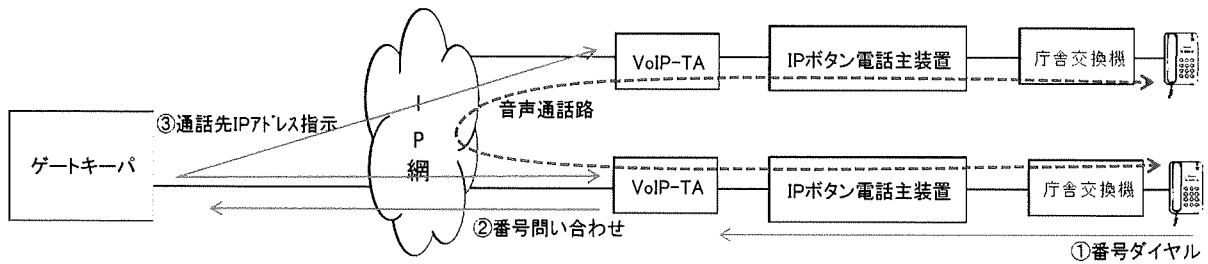 VoIP-TA
IPボタン電話主装置
庁舎交換機
音声通話路
③通話先IPアドレス指示
IP網
ゲートキーパ
VoIP-TA
IPボタン電話主装置
庁舎交換機
②番号問い合わせ
①番号ダイヤル